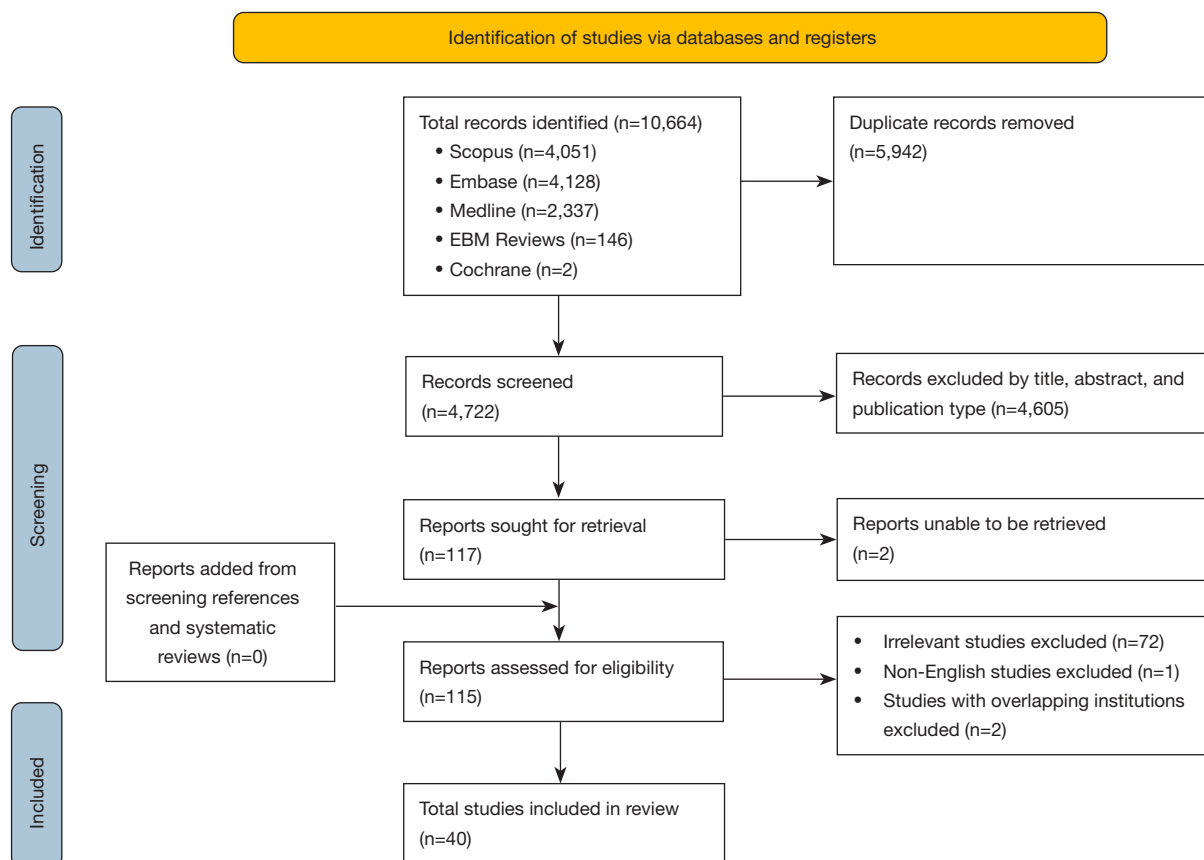 Identification of studies via databases and registers
Identification
Total records identified (n=10,664)
• Scopus (n=4,051)
• Embase (n=4,128)
• Medline (n=2,337)
• EBM Reviews (n=146)
• Cochrane (n=2)
Duplicate records removed
(n=5,942)
Screening
Records screened
(n=4,722)
Records excluded by title, abstract, and
publication type (n=4,605)
Reports sought for retrieval
(n=117)
Reports unable to be retrieved
(n=2)
Reports added from
screening references
and systematic
reviews (n=0)
Reports assessed for eligibility
(n=115)
• Irrelevant studies excluded (n=72)
• Non-English studies excluded (n=1)
• Studies with overlapping institutions
excluded (n=2)
Included
Total studies included in review
(n=40)